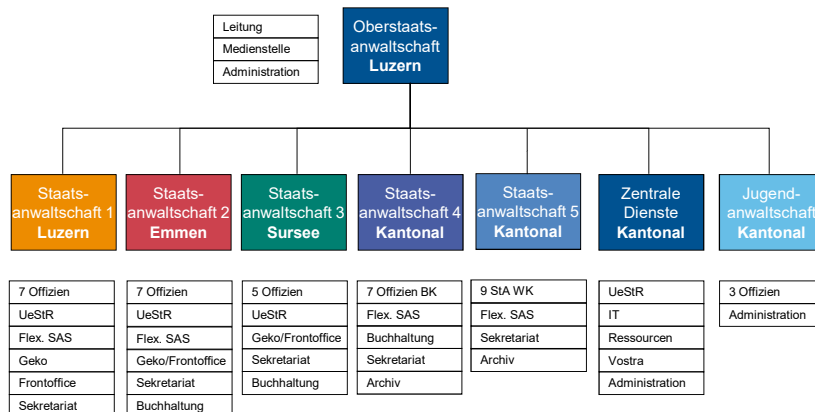 Leitung
Medienstelle
Administration
Oberstaats-
anwaltschaft
Luzern
Staats-
anwaltschaft 1
Luzern
Staats-
anwaltschaft 2
Emmen
Staats-
anwaltschaft 3
Sursee
Staats-
anwaltschaft 4
Kantonal
Staats-
anwaltschaft 5
Kantonal
Zentrale
Dienste
Kantonal
Jugend-
anwaltschaft
Kantonal
7 Offizien
UeStR
Flex. SAS
Geko
Frontoffice
Sekretariat
7 Offizien
UeStR
Flex. SAS
Geko/Frontoffice
Sekretariat
Buchhaltung
5 Offizien
UeStR
Geko/Frontoffice
Sekretariat
Buchhaltung
7 Offizien BK
Flex. SAS
Buchhaltung
Sekretariat
Archiv
9 StA WK
Flex. SAS
Sekretariat
Archiv
UeStR
IT
Ressourcen
Vostra
Administration
3 Offizien
Administration